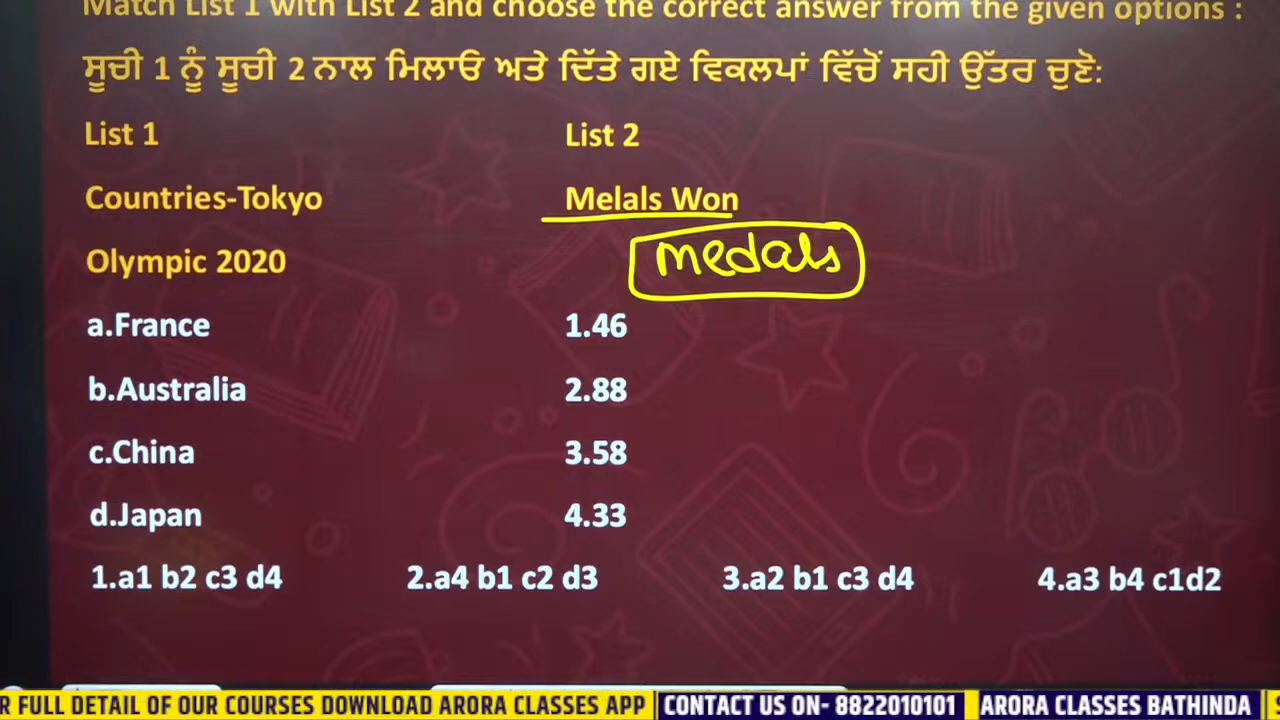 Match List 1 with List 2 and choose the correct answer from the given options :
ਸੂਚੀ 1 ਨੂੰ ਸੂਚੀ 2 ਨਾਲ ਮਿਲਾਓ ਅਤੇ ਦਿੱਤੇ ਗਏ ਵਿਕਲਪਾਂ ਵਿੱਚੋਂ ਸਹੀ ਉੱਤਰ ਚੁਣੋ:
List 1 List 2
Countries-Tokyo Melals Won
Olympic 2020 medals
a.France 1.46
b.Australia 2.88
c.China 3.58
d.Japan 4.33
1.a1 b2 c3 d4 2.a4 b1 c2 d3 3.a2 b1 c3 d4 4.a3 b4 c1d2
R FULL DETAIL OF OUR COURSES DOWNLOAD ARORA CLASSES APP CONTACT US ON- 8822010101 ARORA CLASSES BATHINDA